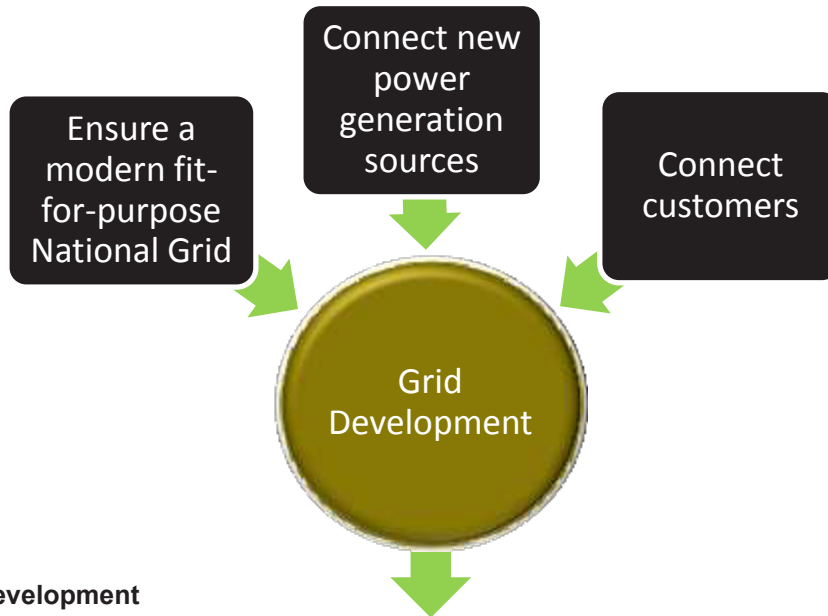 Connect new
power
generation
sources
Ensure a
modern fit-
for-purpose
National Grid
Connect
customers
Grid
Development
evelopment